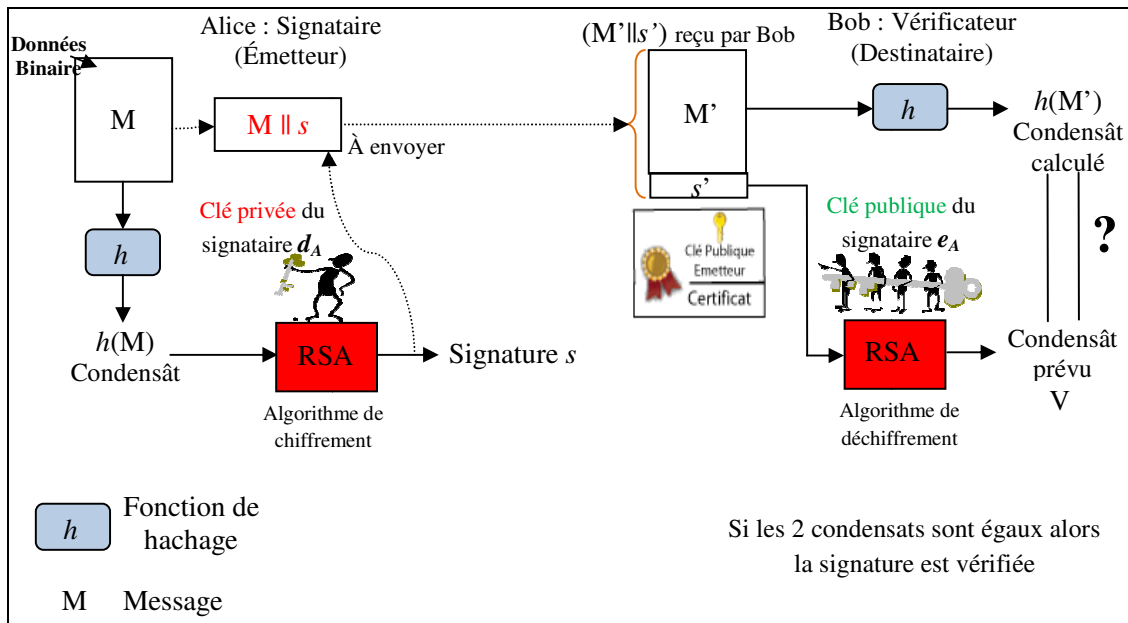 Données
Binaire
M
Alice : Signataire
(Émetteur)
M || s
À envoyer
h
h(M)
Condensât
Clé privée du
signataire d_A
RSA
Algorithme de
chiffrement
Signature s
(M’||s’) reçu par Bob
M’
s’
Clé Publique
Emetteur
Certificat
Bob : Vérificateur
(Destinataire)
h
h(M’)
Condensât
calculé
?
Clé publique du
signataire e_A
RSA
Algorithme de
déchiffrement
Condensât
prévu
V
h
Fonction de
hachage
M Message
Si les 2 condensats sont égaux alors
la signature est vérifiée